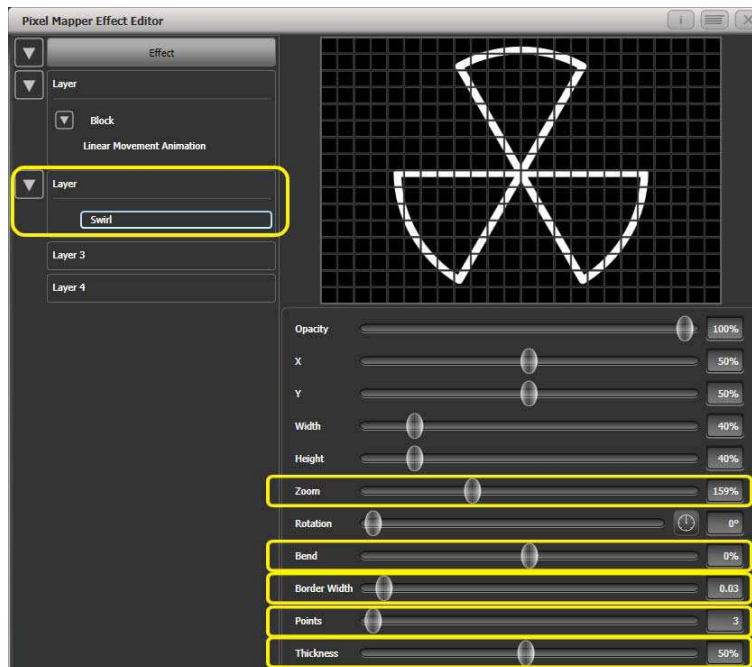 Pixel Mapper Effect Editor
Effect
Layer
Block
Linear Movement Animation
Layer
Swirl
Layer 3
Layer 4
Opacity 100%
X 50%
Y 50%
Width 40%
Height 40%
Zoom 159%
Rotation 0°
Bend 0%
Border Width 0.03
Points 3
Thickness 50%